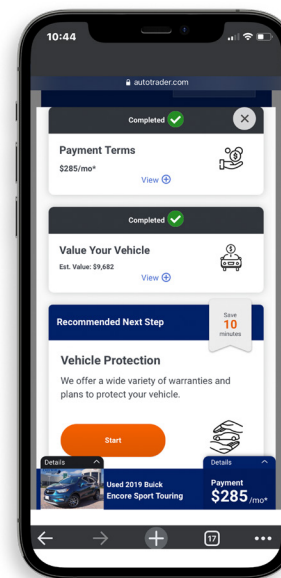 10:44
autotrader.com
Completed
Payment Terms
$285/mo*
View
Completed
Value Your Vehicle
Est. Value: $9,682
View
Recommended Next Step
Save
10
minutes
Vehicle Protection
We offer a wide variety of warranties and
plans to protect your vehicle.
Start
Details
Details
Used 2019 Buick
Encore Sport Touring
Payment
$285/mo*
17